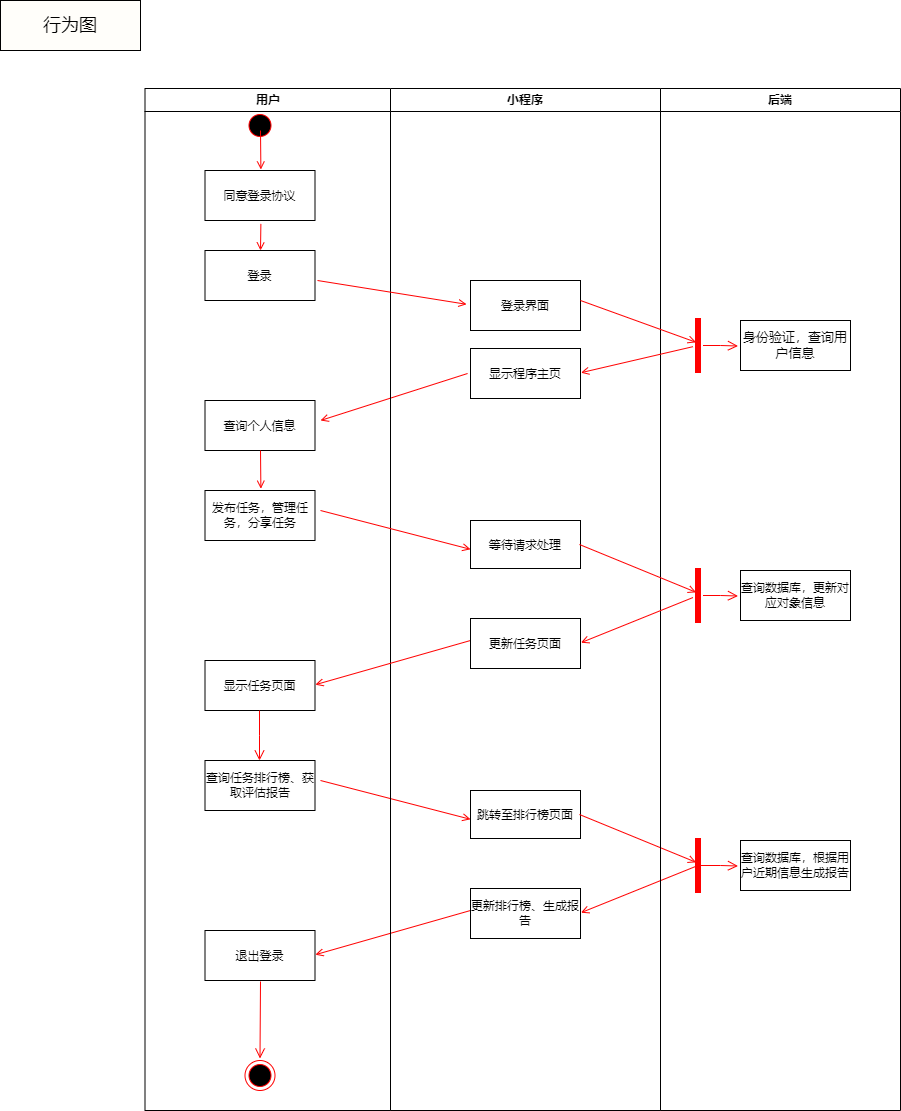 行为图
用户
小程序
后端
同意登录协议
登录
登录界面
身份验证，查询用
户信息
显示程序主页
查询个人信息
发布任务，管理任
务，分享任务
等待请求处理
查询数据库，更新对
应对象信息
更新任务页面
显示任务页面
查询任务排行榜、获
取评估报告
跳转至排行榜页面
查询数据库，根据用
户近期信息生成报告
更新排行榜、生成报
告
退出登录